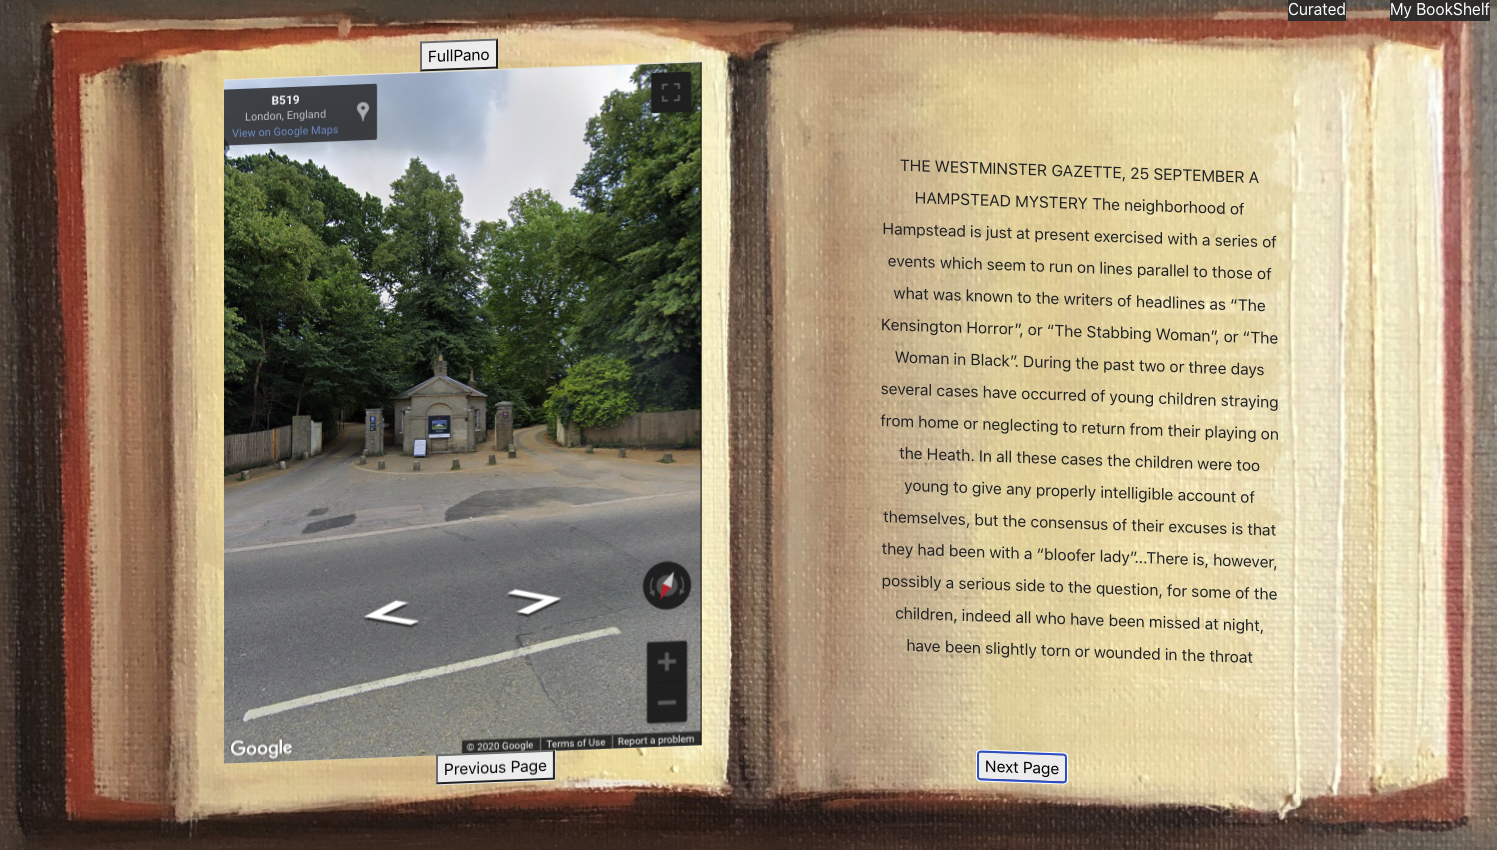 Curated
My BookShelf
FullPano
B519
London, England
View on Google Maps
Google
© 2020 Google
Terms of Use
Report a problem
Previous Page
THE WESTMINSTER GAZETTE, 25 SEPTEMBER A
HAMPSTEAD MYSTERY The neighborhood of
Hampstead is just at present exercised with a series of
events which seem to run on lines parallel to those of
what was known to the writers of headlines as “The
Kensington Horror”, or “The Stabbing Woman”, or “The
Woman in Black”. During the past two or three days
several cases have occurred of young children straying
from home or neglecting to return from their playing on
the Heath. In all these cases the children were too
young to give any properly intelligible account of
themselves, but the consensus of their excuses is that
they had been with a “bloofer lady”...There is, however,
possibly a serious side to the question, for some of the
children, indeed all who have been missed at night,
have been slightly torn or wounded in the throat
Next Page